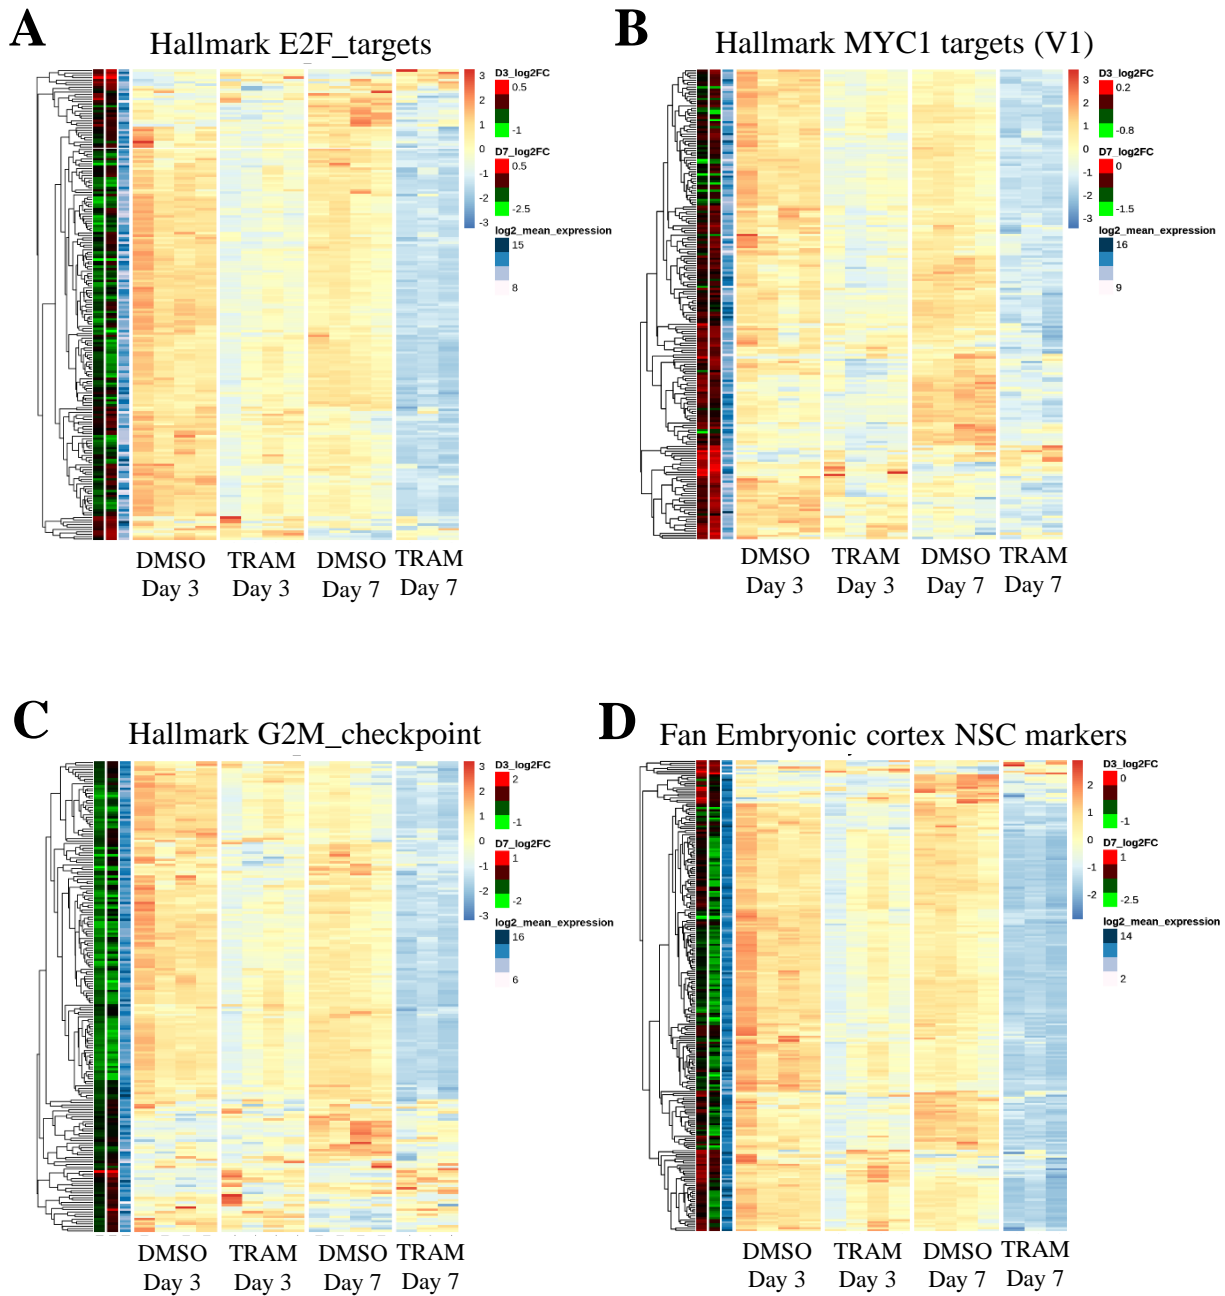 A
Hallmark E2F_targets
3
2
1
0
-1
-2
-3
D3_log2FC
0.5
-1
D7_log2FC
0.5
-2.5
log2_mean_expression
15
8
DMSO
Day 3
TRAM
Day 3
DMSO
Day 7
TRAM
Day 7
B
Hallmark MYC1 targets (V1)
3
2
1
0
-1
-2
-3
D3_log2FC
0.2
-0.8
D7_log2FC
0
-1.5
log2_mean_expression
16
9
DMSO
Day 3
TRAM
Day 3
DMSO
Day 7
TRAM
Day 7
C
Hallmark G2M_checkpoint
3
2
1
0
-1
-2
-3
D3_log2FC
2
-1
D7_log2FC
1
-2
log2_mean_expression
16
6
DMSO
Day 3
TRAM
Day 3
DMSO
Day 7
TRAM
Day 7
D
Fan Embryonic cortex NSC markers
2
1
0
-1
-2
D3_log2FC
0
-1
D7_log2FC
1
-2.5
log2_mean_expression
14
2
DMSO
Day 3
TRAM
Day 3
DMSO
Day 7
TRAM
Day 7